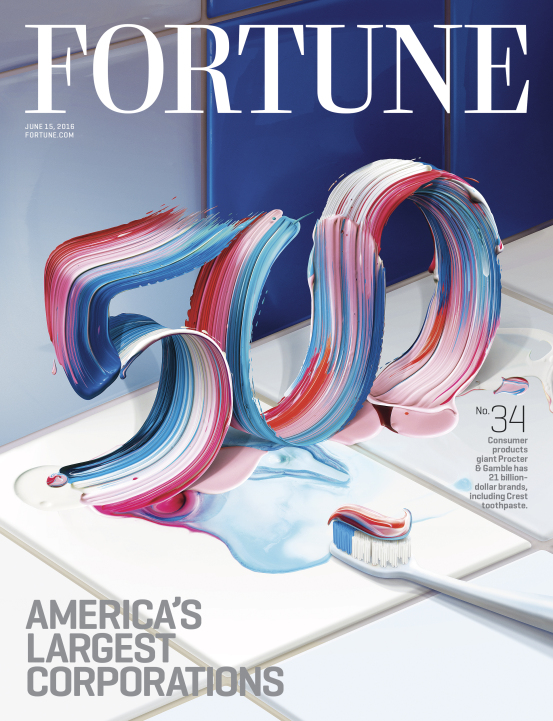 FORTUNE
JUNE 15, 2016
FORTUNE.COM
500
No. 34
Consumer
products
giant Procter
& Gamble has
21 billion-
dollar brands,
including Crest
toothpaste.
AMERICA'S
LARGEST
CORPORATIONS